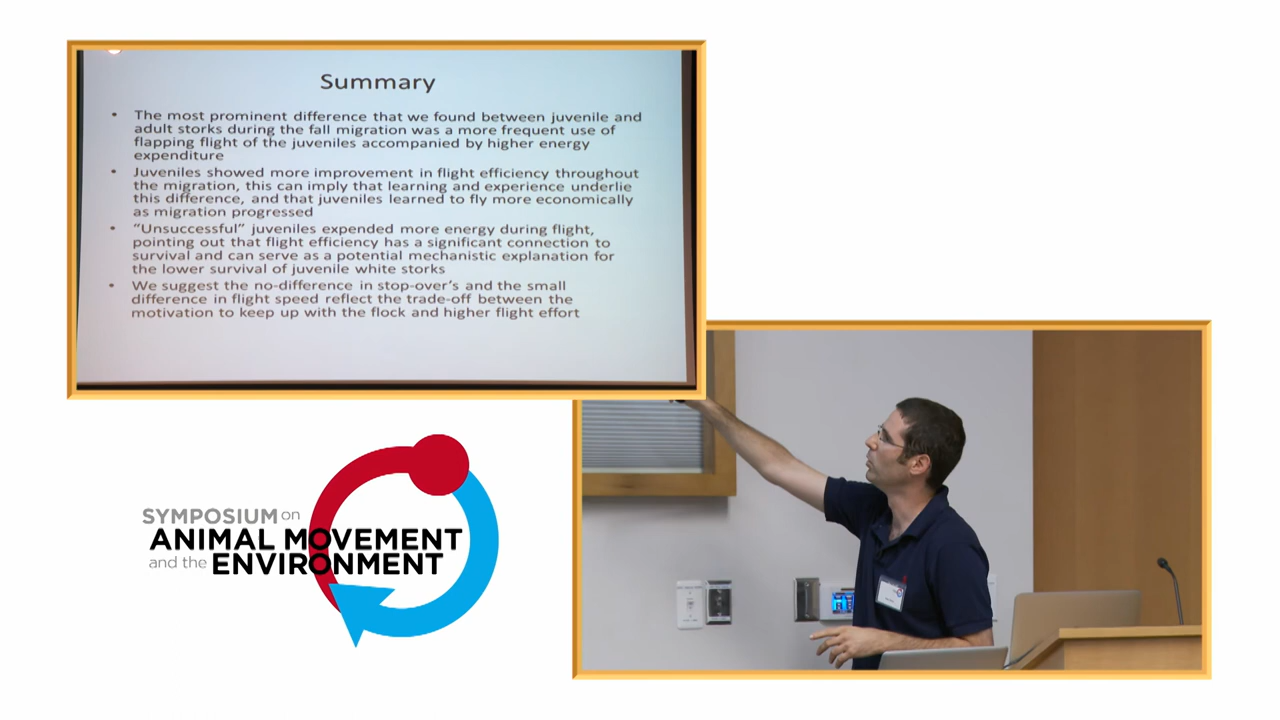 Summary
• The most prominent difference that we found between juvenile and
adult storks during the fall migration was a more frequent use of
flapping flight of the juveniles accompanied by higher energy
expenditure
• Juveniles showed more improvement in flight efficiency throughout
the migration, this can imply that learning and experience underlie
this difference, and that juveniles learned to fly more economically
as migration progressed
• "Unsuccessful" juveniles expended more energy during flight,
pointing out that flight efficiency has a significant connection to
survival and can serve as a potential mechanistic explanation for
the lower survival of juvenile white storks
• We suggest the no-difference in stop-over's and the small
difference in flight speed reflect the trade-off between the
motivation to keep up with the flock and higher flight effort
SYMPOSIUM on
ANIMAL MOVEMENT
and the ENVIRONMENT